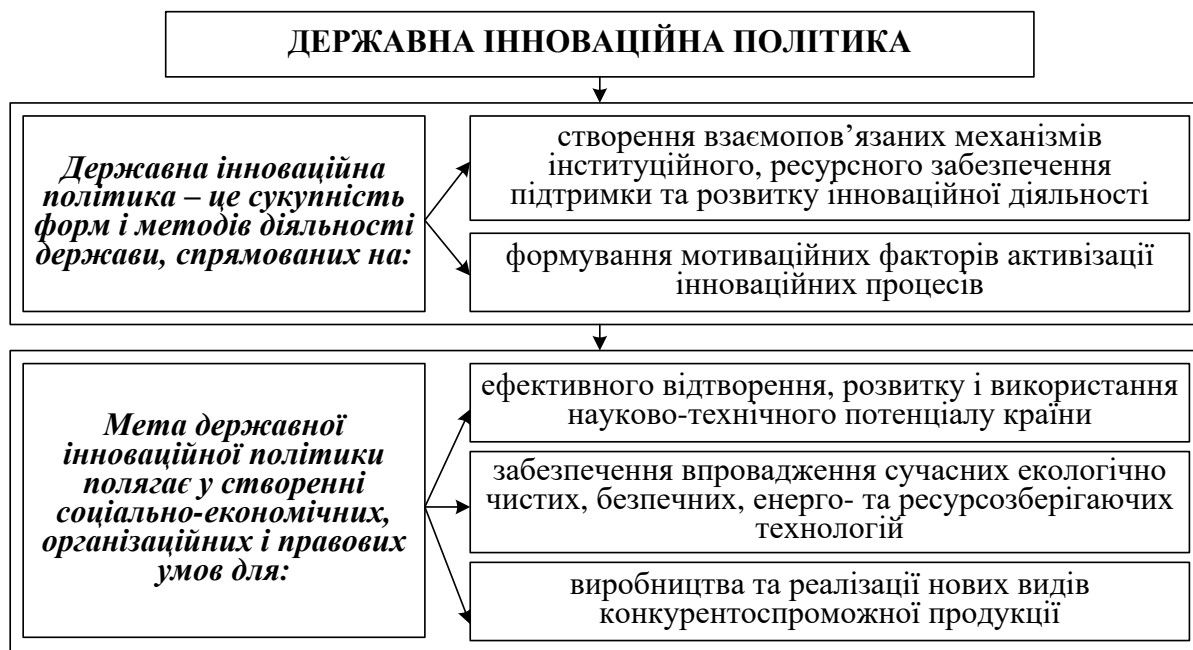 ДЕРЖАВНА ІННОВАЦІЙНА ПОЛІТИКА
Державна інноваційна
політика – це сукупність
форм і методів діяльності
держави, спрямованих на:
створення взаємопов’язаних механізмів
інституційного, ресурсного забезпечення
підтримки та розвитку інноваційної діяльності
формування мотиваційних факторів активізації
інноваційних процесів
Мета державної
інноваційної політики
полягає у створенні
соціально-економічних,
організаційних і правових
умов для:
ефективного відтворення, розвитку і використання
науково-технічного потенціалу країни
забезпечення впровадження сучасних екологічно
чистих, безпечних, енерго- та ресурсозберігаючих
технологій
виробництва та реалізації нових видів
конкурентоспроможної продукції